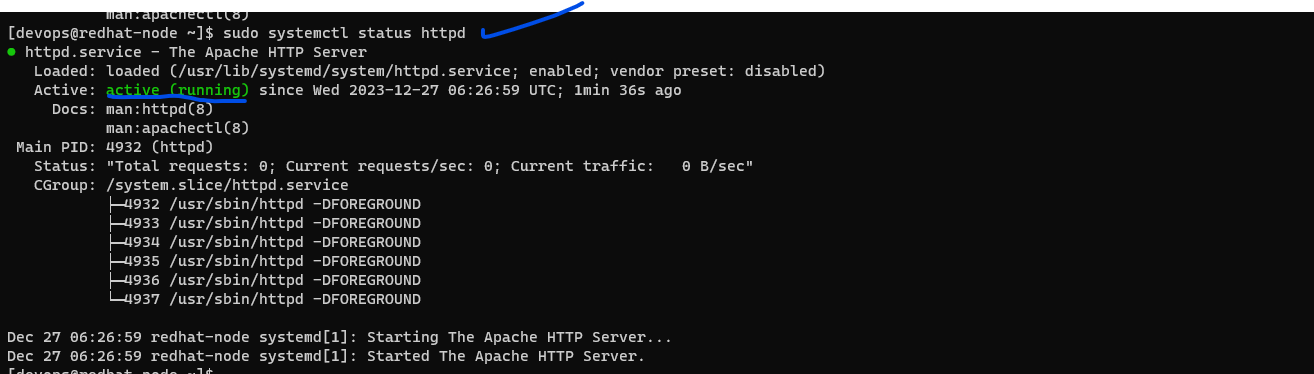 man:apachectl(8)
[devops@redhat-node ~]$ sudo systemctl status httpd
● httpd.service - The Apache HTTP Server
   Loaded: loaded (/usr/lib/systemd/system/httpd.service; enabled; vendor preset: disabled)
   Active: active (running) since Wed 2023-12-27 06:26:59 UTC; 1min 36s ago
     Docs: man:httpd(8)
           man:apachectl(8)
 Main PID: 4932 (httpd)
   Status: "Total requests: 0; Current requests/sec: 0; Current traffic:   0 B/sec"
   CGroup: /system.slice/httpd.service
           ├─4932 /usr/sbin/httpd -DFOREGROUND
           ├─4933 /usr/sbin/httpd -DFOREGROUND
           ├─4934 /usr/sbin/httpd -DFOREGROUND
           ├─4935 /usr/sbin/httpd -DFOREGROUND
           ├─4936 /usr/sbin/httpd -DFOREGROUND
           └─4937 /usr/sbin/httpd -DFOREGROUND

Dec 27 06:26:59 redhat-node systemd[1]: Starting The Apache HTTP Server...
Dec 27 06:26:59 redhat-node systemd[1]: Started The Apache HTTP Server.
[devops@redhat-node ~]$